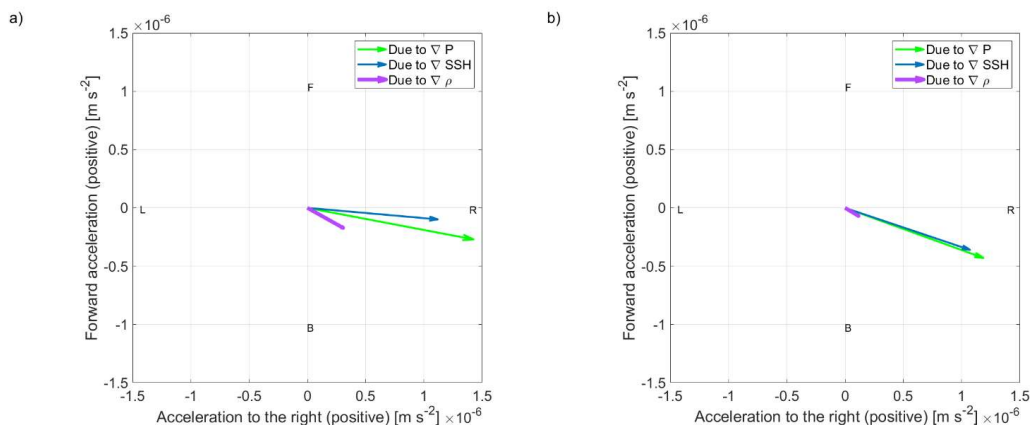 a)
×10⁻⁶
1.5
1
0.5
0
-0.5
-1
-1.5
Forward acceleration (positive) [m s⁻²]
F
L
R
B
Due to ∇ P
Due to ∇ SSH
Due to ∇ ρ
-1.5 -1 -0.5 0 0.5 1 1.5
Acceleration to the right (positive) [m s⁻²] ×10⁻⁶
b)
×10⁻⁶
1.5
1
0.5
0
-0.5
-1
-1.5
Forward acceleration (positive) [m s⁻²]
F
L
R
B
Due to ∇ P
Due to ∇ SSH
Due to ∇ ρ
-1.5 -1 -0.5 0 0.5 1 1.5
Acceleration to the right (positive) [m s⁻²] ×10⁻⁶